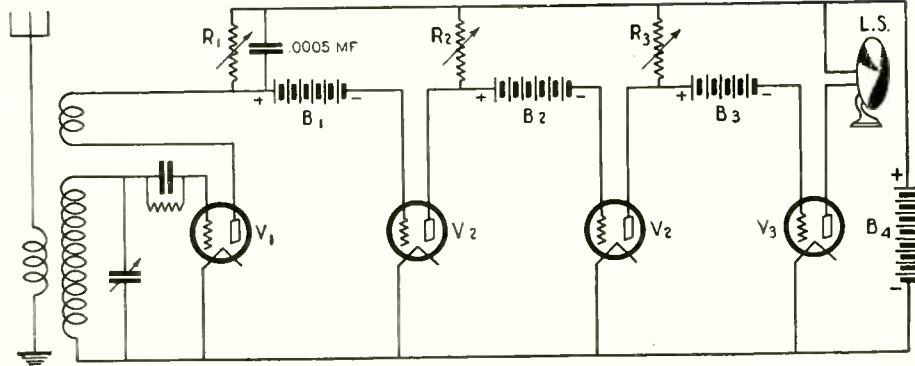 L.S.
R1
.0005 MF
R2
R3
+ -
B1
+ -
B2
+ -
B3
+
B4
-
V1
V2
V2
V3